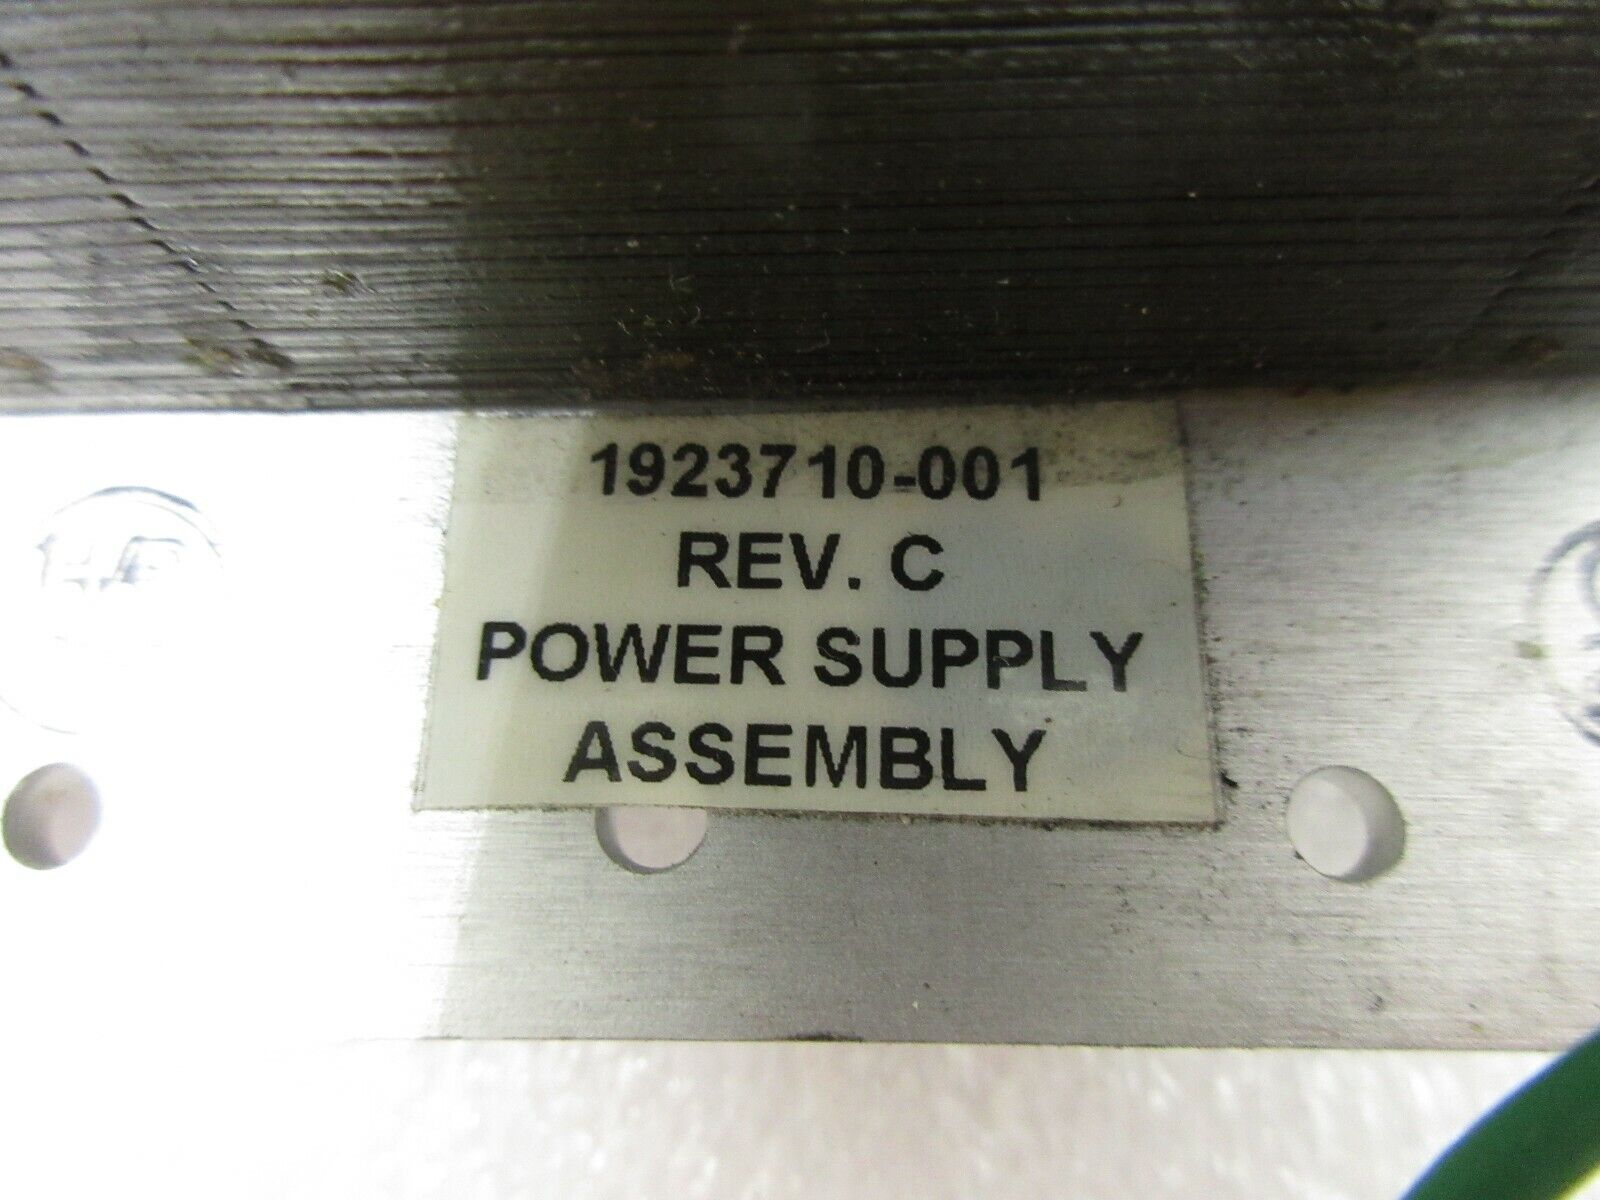 1923710-001
REV. C
POWER SUPPLY
ASSEMBLY